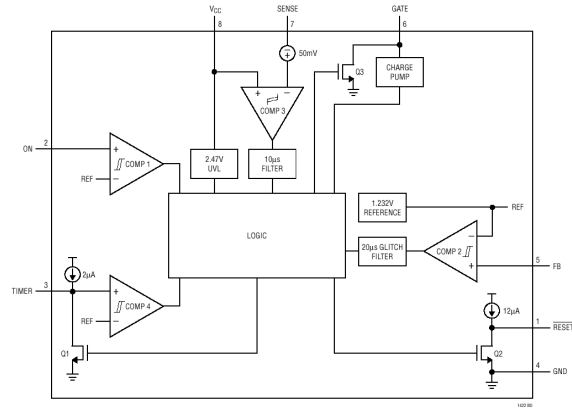 VCC
8
SENSE
7
GATE
6
50mV
Q3
CHARGE
PUMP
+
−
COMP 3
2
ON
+
COMP 1
REF
−
2.47V
UVL
10µs
FILTER
1.232V
REFERENCE
REF
LOGIC
20µs GLITCH
FILTER
−
COMP 2
+
5
FB
2µA
3
TIMER
+
COMP 4
REF
−
12µA
1
RESET
Q1
Q2
4
GND
1422 BD